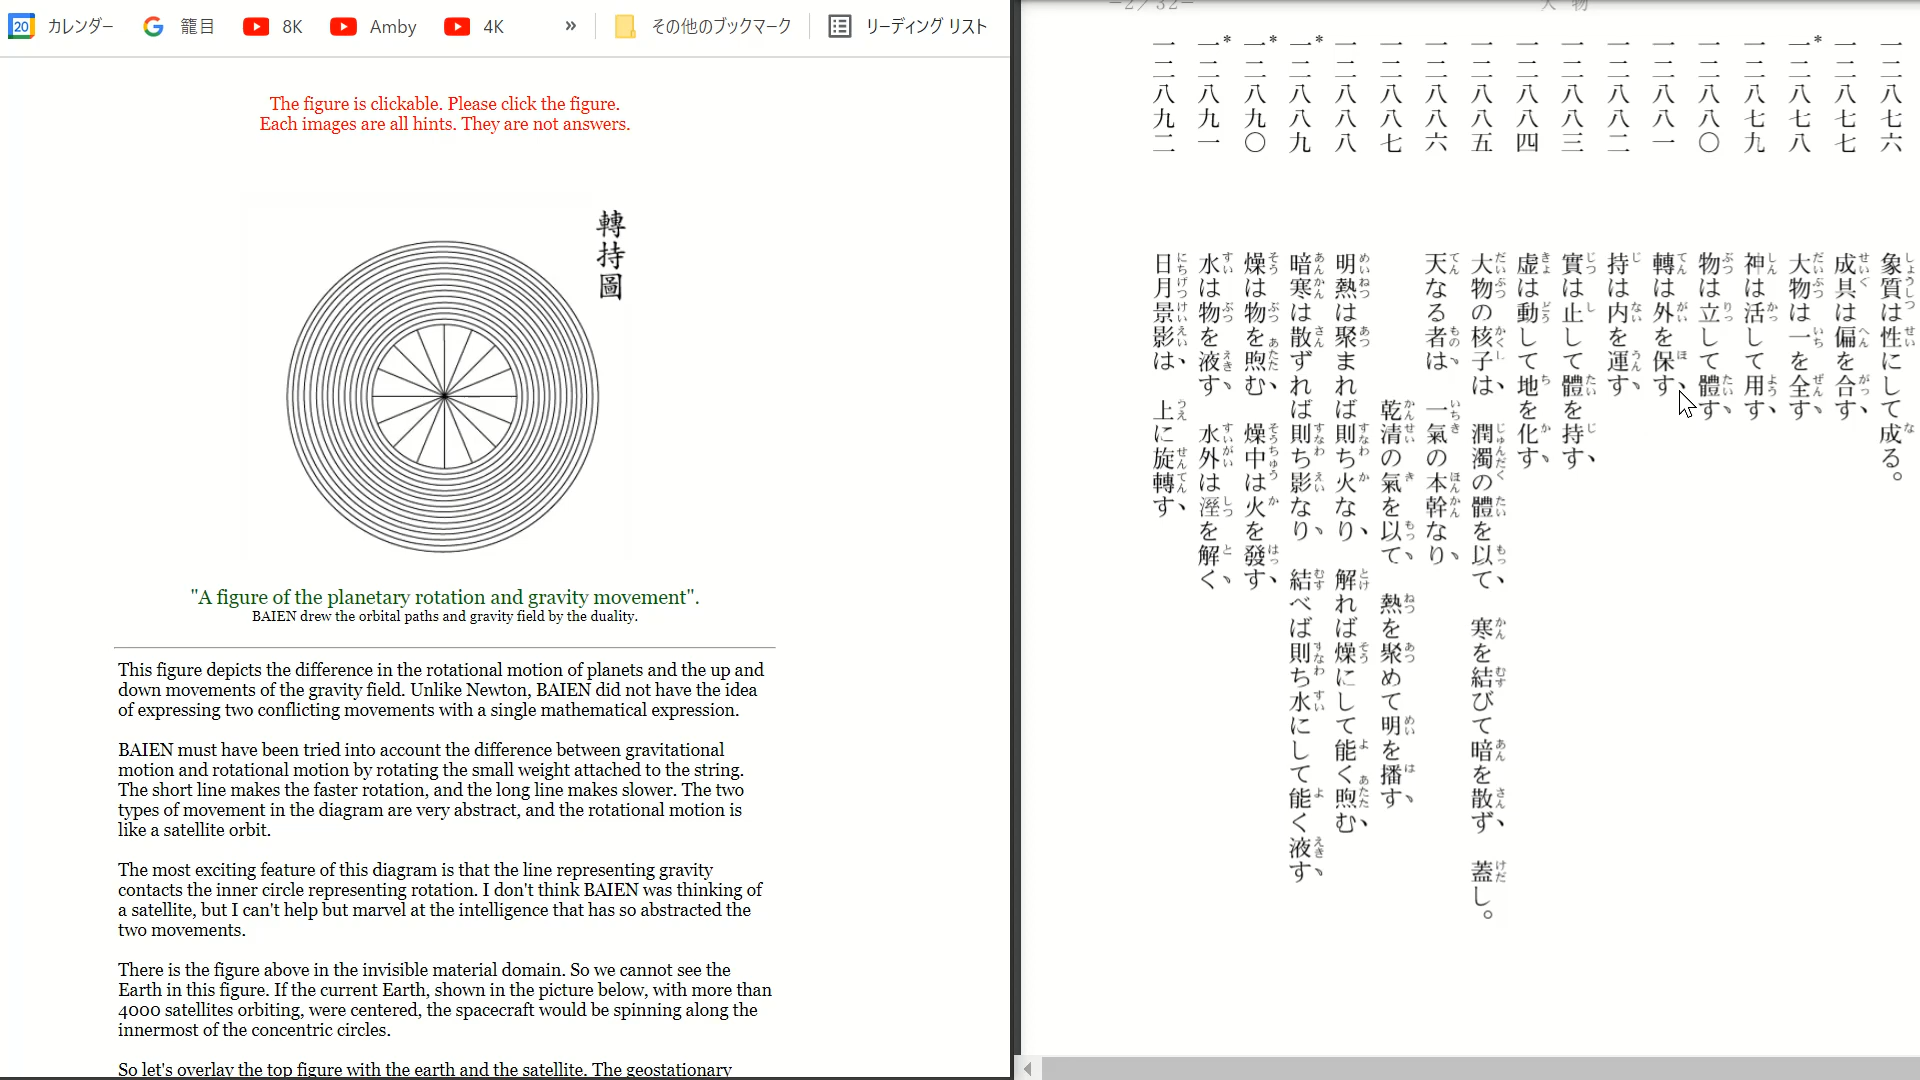 20 カレンダー
籠目
8K
Amby
4K
»
その他のブックマーク
リーディング リスト
The figure is clickable. Please click the figure.
Each images are all hints. They are not answers.
轉持圖
"A figure of the planetary rotation and gravity movement".
BAIEN drew the orbital paths and gravity field by the duality.
This figure depicts the difference in the rotational motion of planets and the up and
down movements of the gravity field. Unlike Newton, BAIEN did not have the idea
of expressing two conflicting movements with a single mathematical expression.
BAIEN must have been tried into account the difference between gravitational
motion and rotational motion by rotating the small weight attached to the string.
The short line makes the faster rotation, and the long line makes slower. The two
types of movement in the diagram are very abstract, and the rotational motion is
like a satellite orbit.
The most exciting feature of this diagram is that the line representing gravity
contacts the inner circle representing rotation. I don't think BAIEN was thinking of
a satellite, but I can't help but marvel at the intelligence that has so abstracted the
two movements.
There is the figure above in the invisible material domain. So we cannot see the
Earth in this figure. If the current Earth, shown in the picture below, with more than
4000 satellites orbiting, were centered, the spacecraft would be spinning along the
innermost of the concentric circles.
So let's overlay the top figure with the earth and the satellite. The geostationary
一二八七六 象質は性にして成る。
一二八七七 成具は偏を合す、
*一二八七八 大物は一を全す、
一二八七九 神は活して用す、
一二八八〇 物は立して體す、
一二八八一 轉は外を保す、
一二八八二 持は内を運す、
一二八八三 實は止して體を持す、
一二八八四 虚は動して地を化す、
一二八八五 大物の核子は、 潤濁の體を以て、 寒を結びて暗を散ず、 蓋し。
一二八八六 天なる者は、 一氣の本幹なり、
一二八八七 乾清の氣を以て、 熱を聚めて明を播す、
一二八八八 明熱は聚まれば則ち火なり、 解れば燥にして能く煦む、
*一二八八九 暗寒は散ずれば則ち影なり、 結べば則ち水にして能く液す、
*一二八九〇 燥は物を煦む、 燥中は火を發す、
*一二八九一 水は物を液す、 水外は溼を解く、
一二八九二 日月景影は、 上に旋轉す、